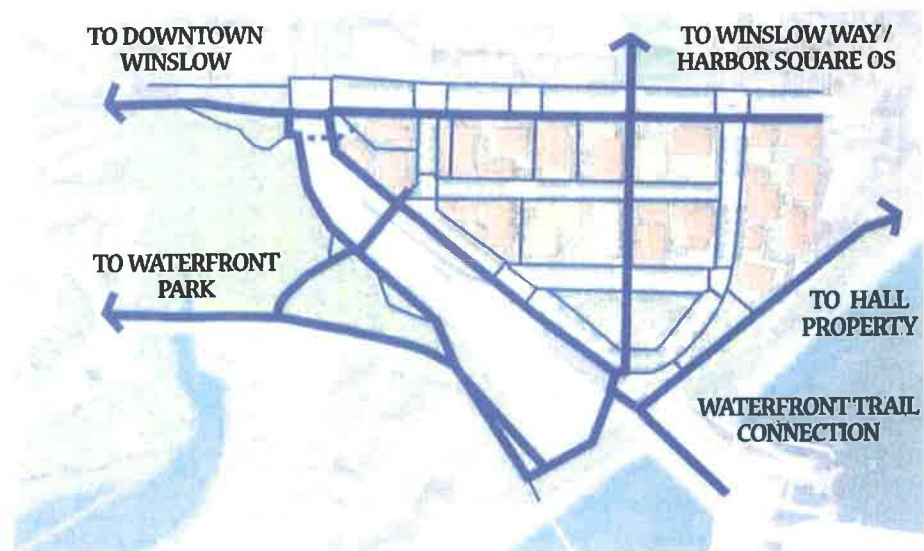 TO DOWNTOWN
WINSLOW
TO WINSLOW WAY /
HARBOR SQUARE OS
TO WATERFRONT
PARK
TO HALL
PROPERTY
WATERFRONT TRAIL
CONNECTION